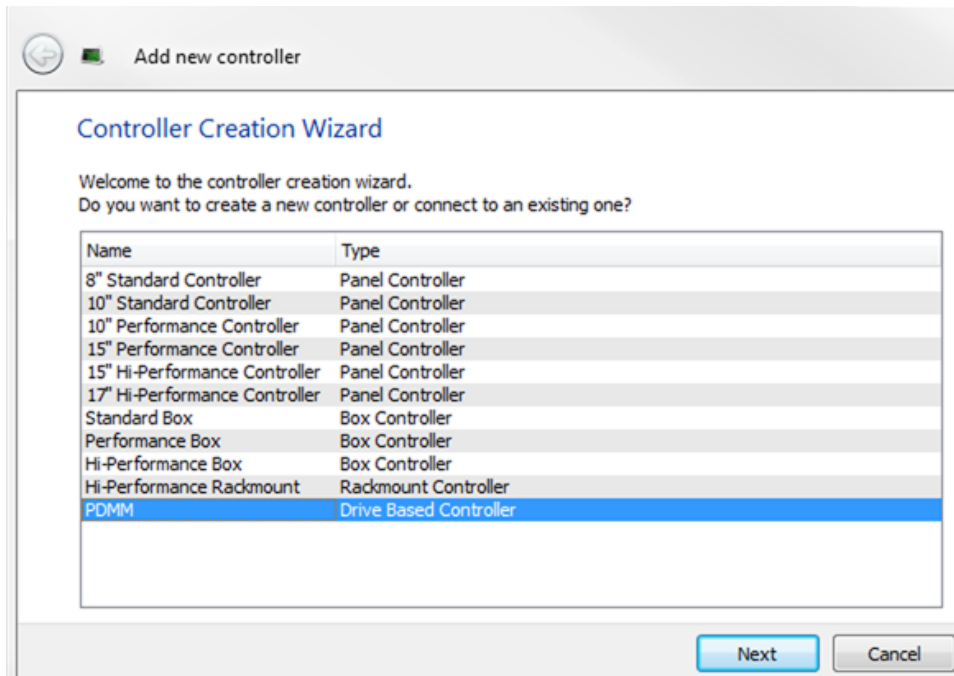 Add new controller
Controller Creation Wizard
Welcome to the controller creation wizard.
Do you want to create a new controller or connect to an existing one?
Name Type
8" Standard Controller Panel Controller
10" Standard Controller Panel Controller
10" Performance Controller Panel Controller
15" Performance Controller Panel Controller
15" Hi-Performance Controller Panel Controller
17" Hi-Performance Controller Panel Controller
Standard Box Box Controller
Performance Box Box Controller
Hi-Performance Box Box Controller
Hi-Performance Rackmount Rackmount Controller
PDMM Drive Based Controller
Next Cancel